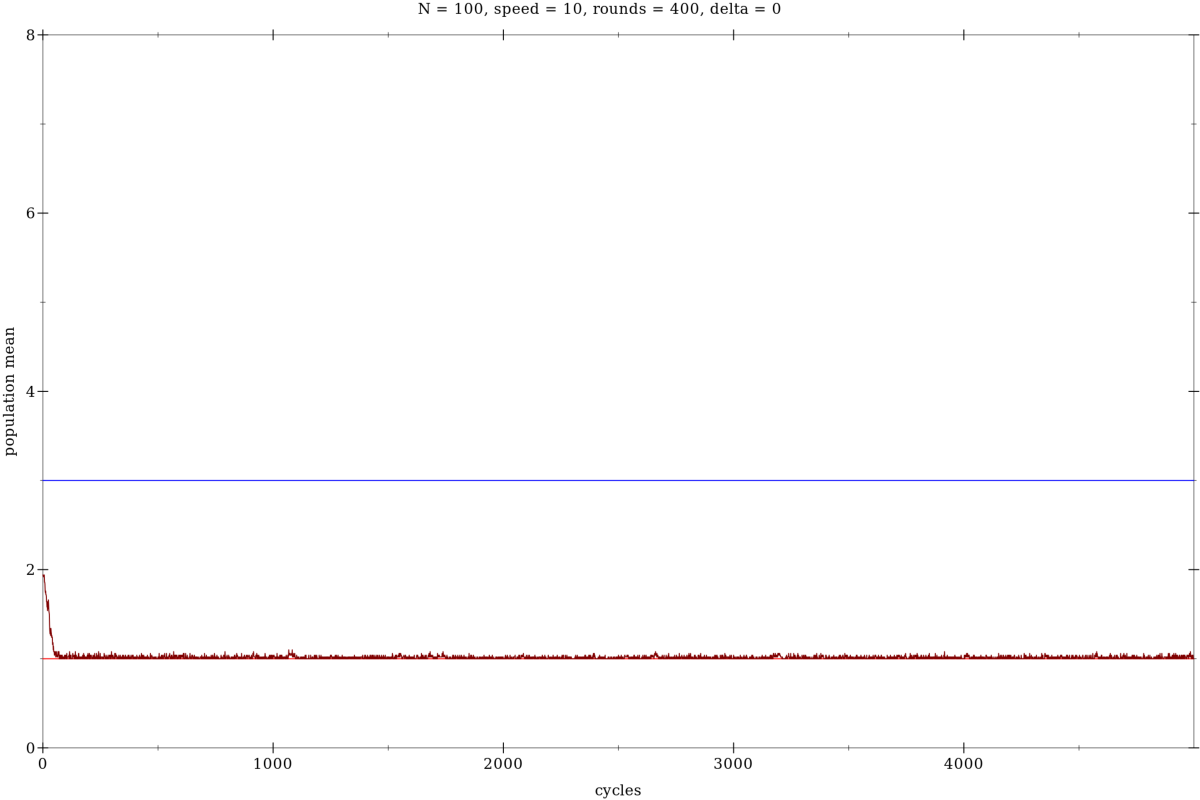 N = 100, speed = 10, rounds = 400, delta = 0
8
6
4
2
0
population mean
0 1000 2000 3000 4000
cycles